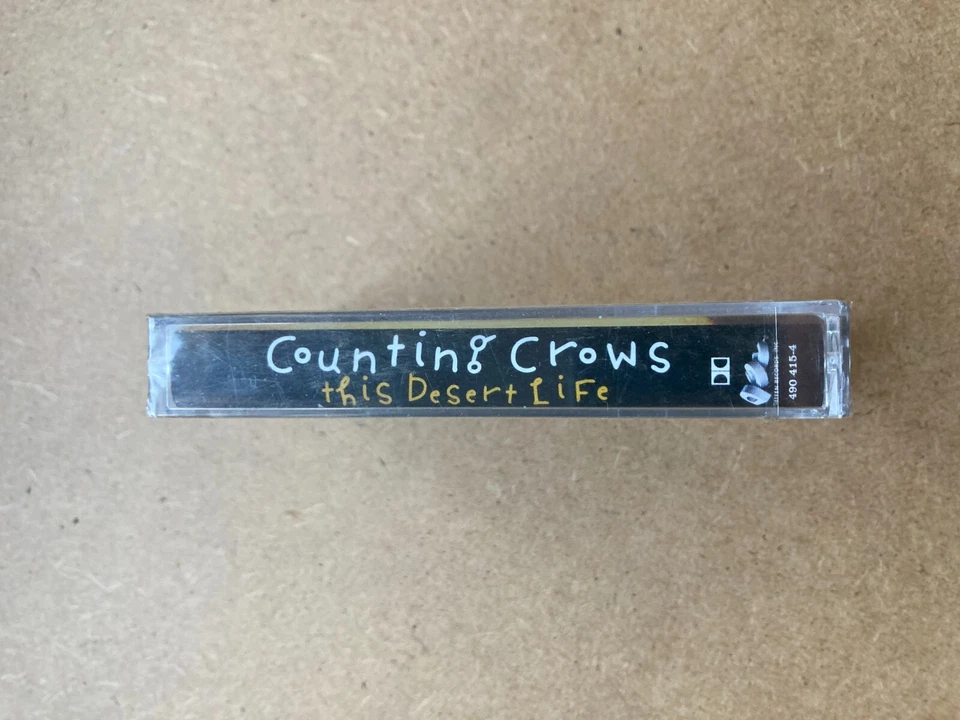 Counting Crows
this Desert Life
490 415-4